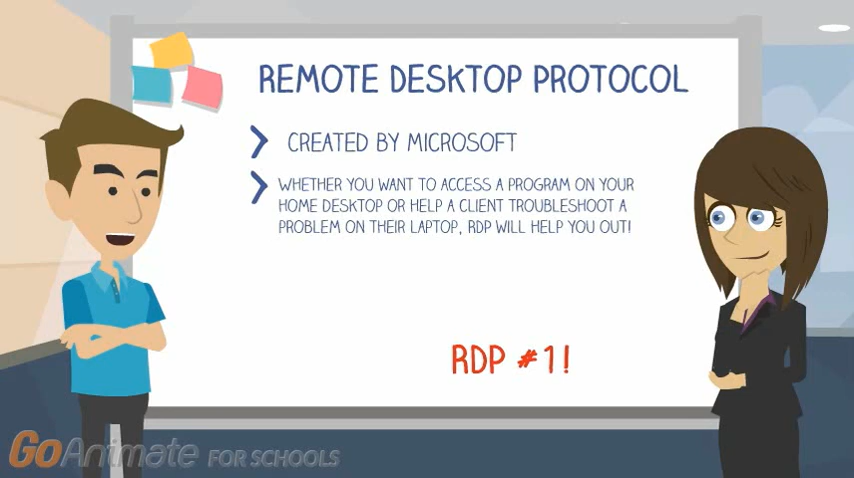 REMOTE DESKTOP PROTOCOL
CREATED BY MICROSOFT
WHETHER YOU WANT TO ACCESS A PROGRAM ON YOUR
HOME DESKTOP OR HELP A CLIENT TROUBLESHOOT A
PROBLEM ON THEIR LAPTOP, RDP WILL HELP YOU OUT!
RDP #1!
GoAnimate FOR SCHOOLS